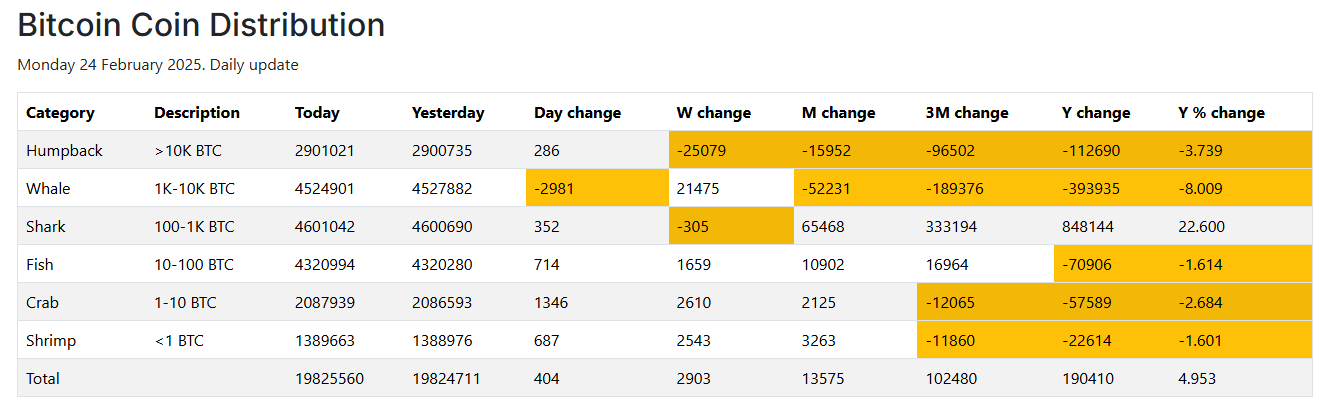 Bitcoin Coin Distribution
Monday 24 February 2025. Daily update
Category Description Today Yesterday Day change W change M change 3M change Y change Y % change
Humpback >10K BTC 2901021 2900735 286 -25079 -15952 -96502 -112690 -3.739
Whale 1K-10K BTC 4524901 4527882 -2981 21475 -52231 -189376 -393935 -8.009
Shark 100-1K BTC 4601042 4600690 352 -305 65468 333194 848144 22.600
Fish 10-100 BTC 4320994 4320280 714 1659 10902 16964 -70906 -1.614
Crab 1-10 BTC 2087939 2086593 1346 2610 2125 -12065 -57589 -2.684
Shrimp <1 BTC 1389663 1388976 687 2543 3263 -11860 -22614 -1.601
Total 19825560 19824711 404 2903 13575 102480 190410 4.953